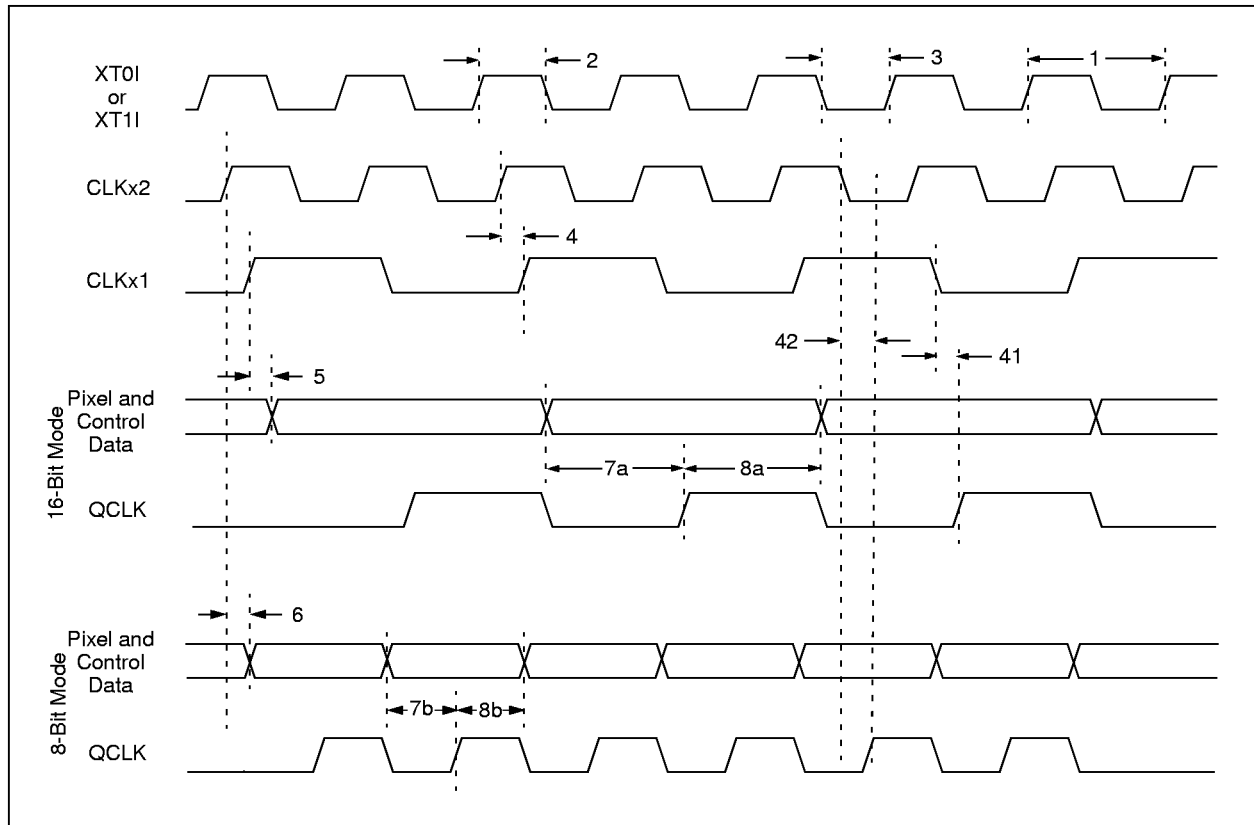 XT0I
or
XT1I
2
3
1
CLKx2
4
CLKx1
42
41
5
16-Bit Mode
Pixel and
Control
Data
7a
8a
QCLK
6
8-Bit Mode
Pixel and
Control
Data
7b
8b
QCLK